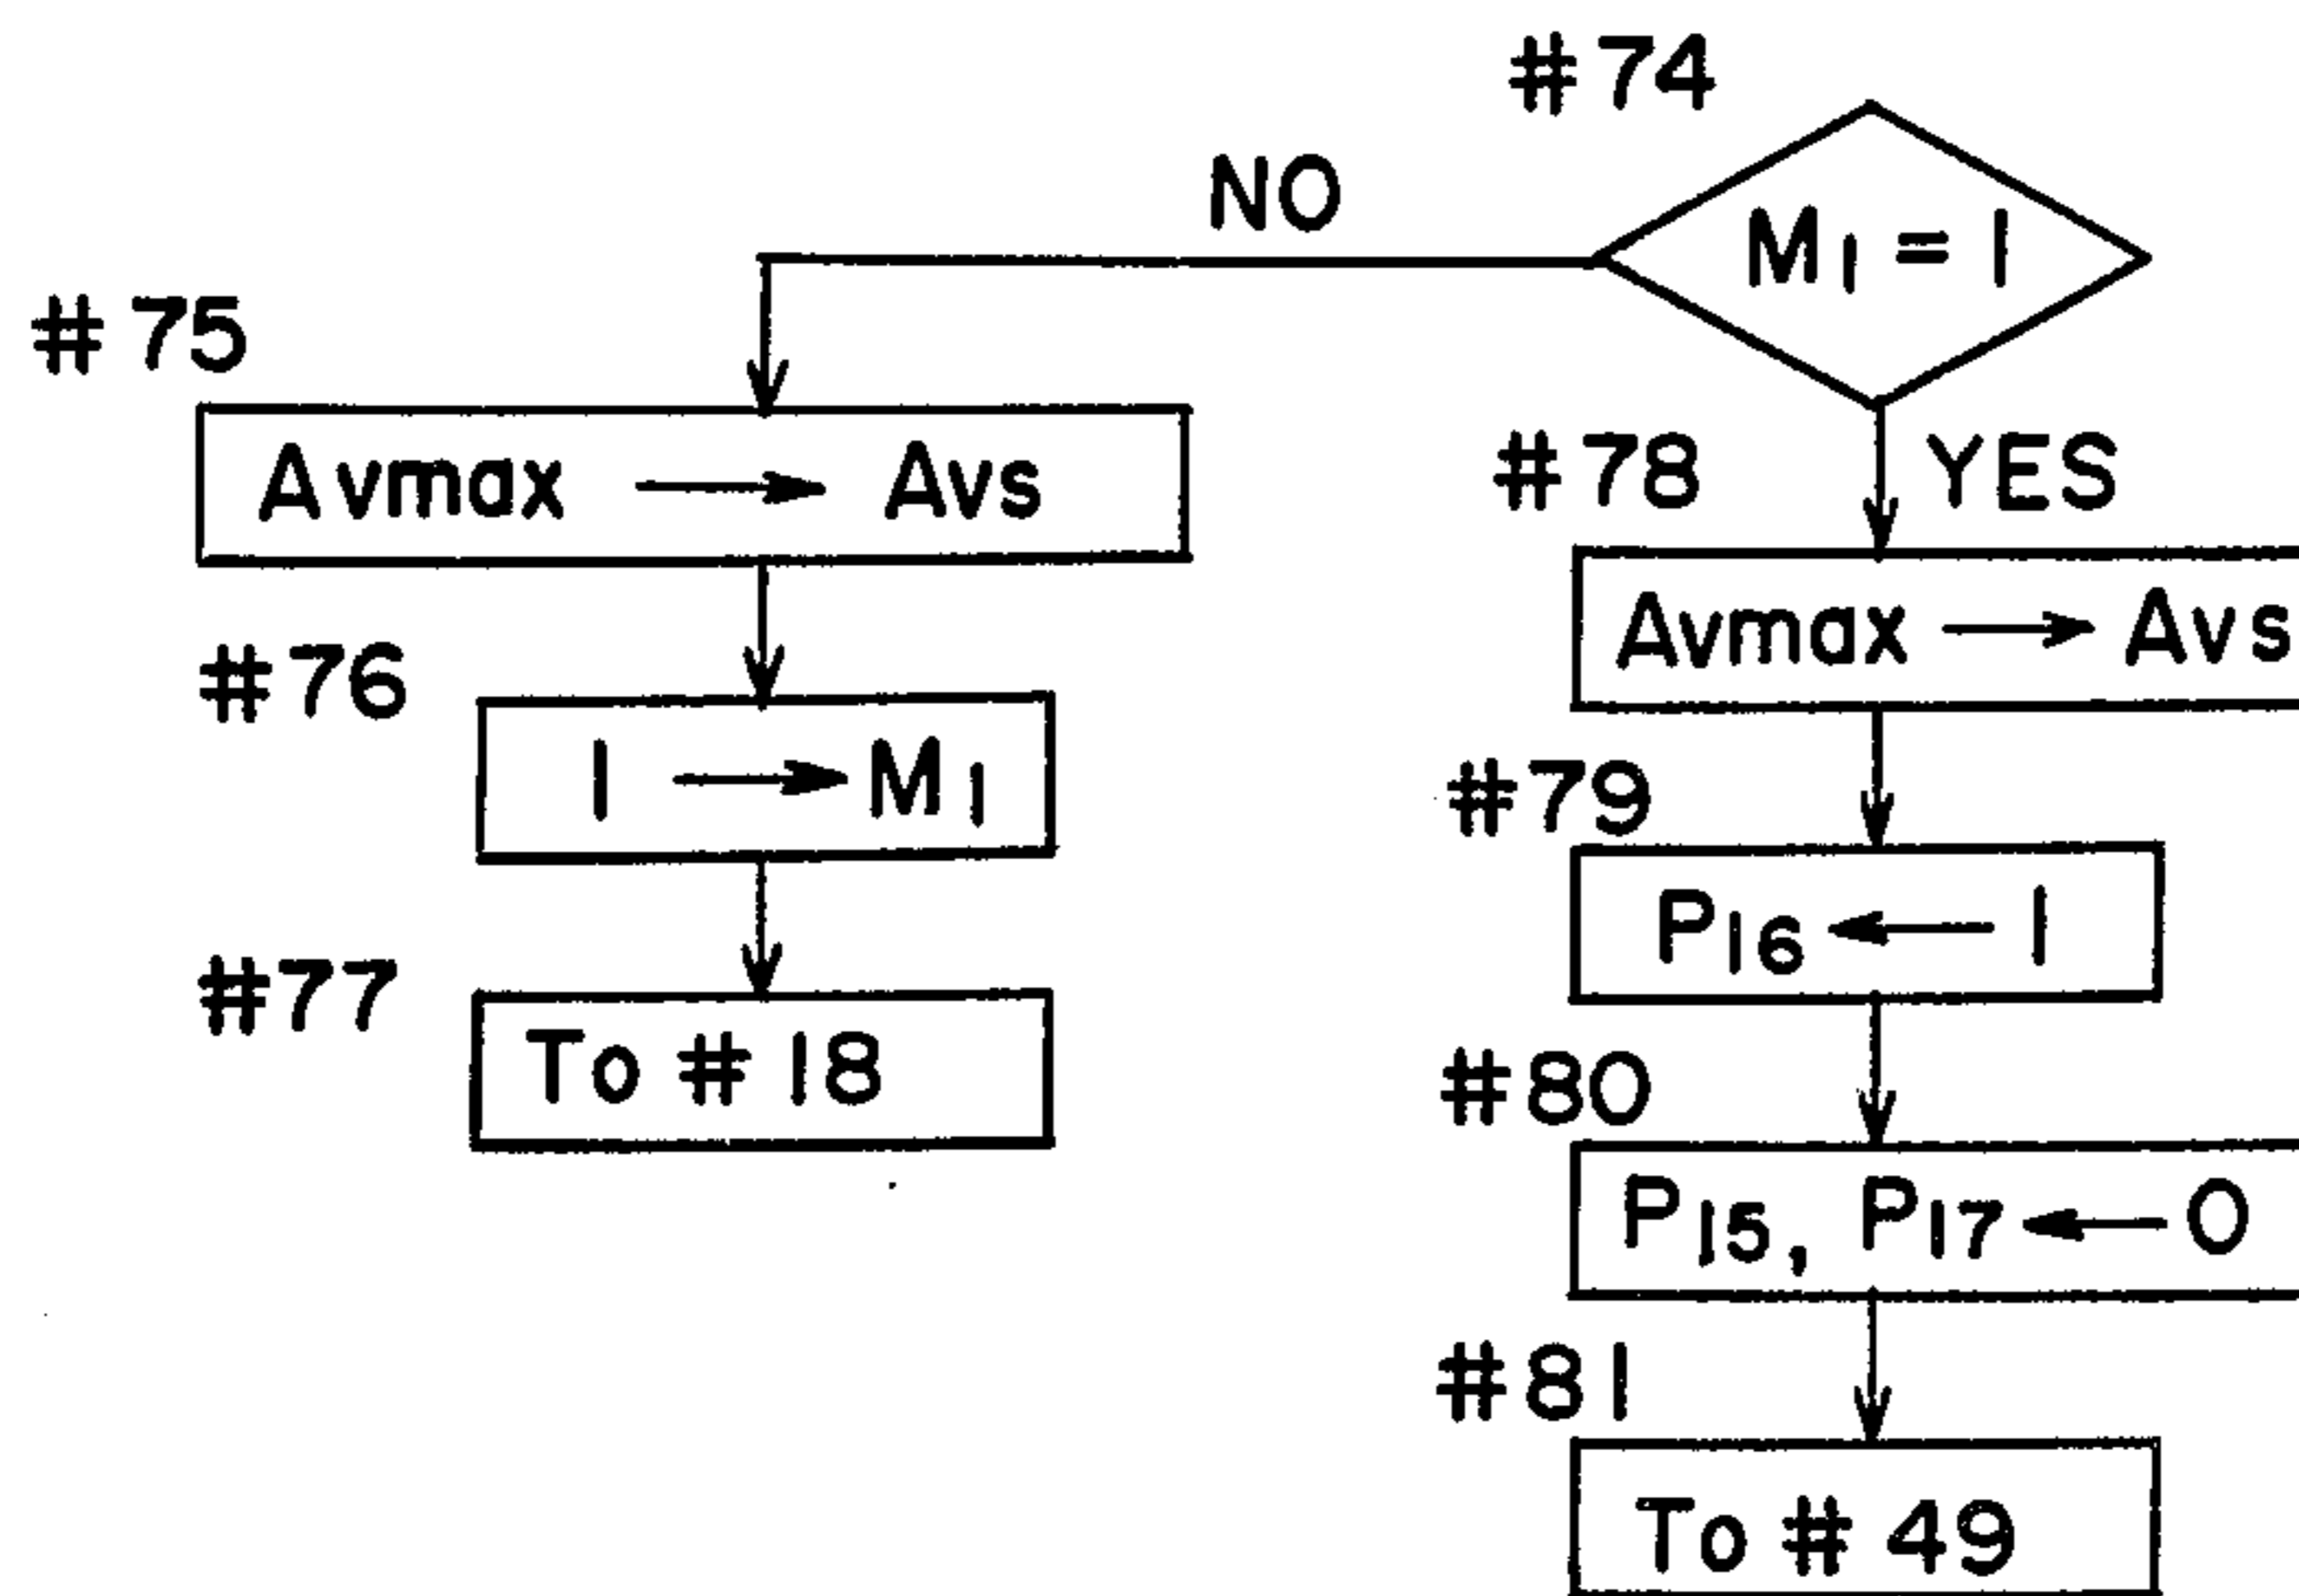 #74
M1 = 1
NO
#75
Avmax → Avs
#76
1 → M1
#77
To #18
YES
#78
Avmax → Avs
#79
P16 ← 1
#80
P15, P17 ← 0
#81
To #49